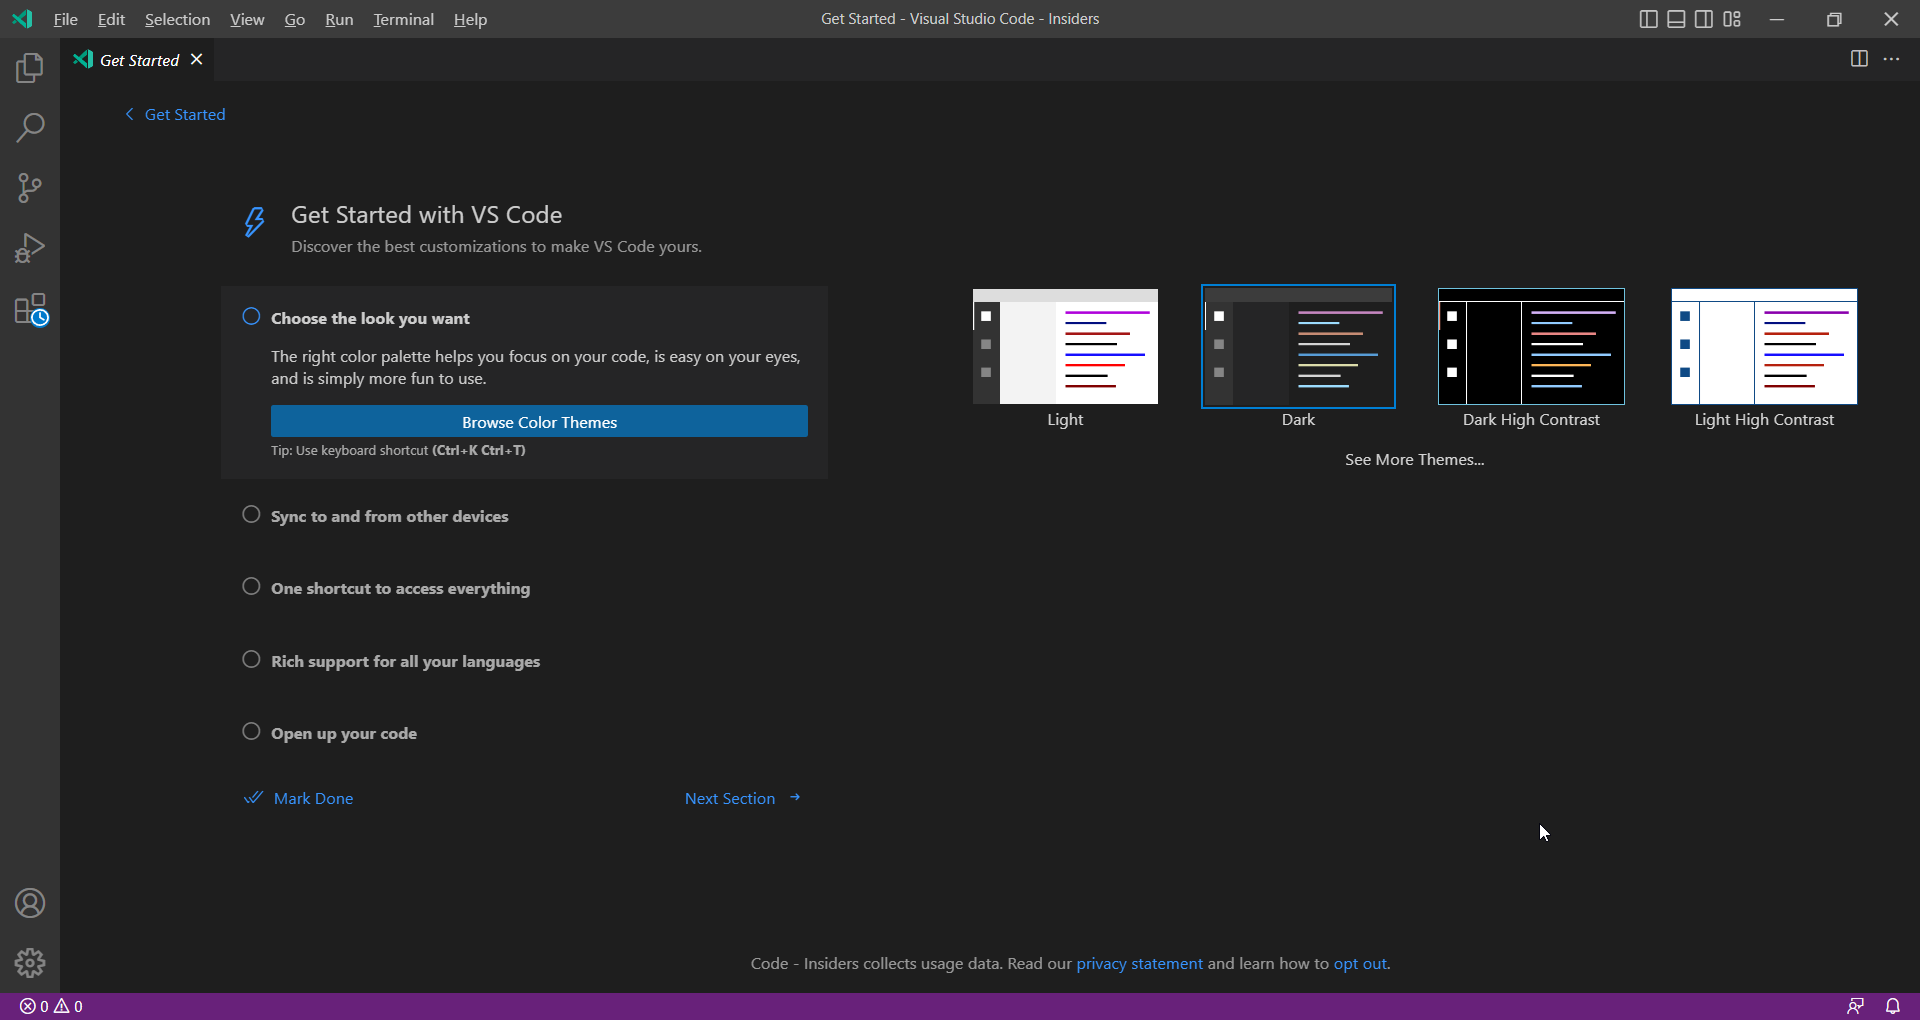 File Edit Selection View Go Run Terminal Help
Get Started - Visual Studio Code - Insiders
Get Started
Get Started
Get Started with VS Code
Discover the best customizations to make VS Code yours.
Choose the look you want
The right color palette helps you focus on your code, is easy on your eyes,
and is simply more fun to use.
Browse Color Themes
Tip: Use keyboard shortcut (Ctrl+K Ctrl+T)
Sync to and from other devices
One shortcut to access everything
Rich support for all your languages
Open up your code
Mark Done
Next Section
Light
Dark
Dark High Contrast
Light High Contrast
See More Themes...
Code - Insiders collects usage data. Read our privacy statement and learn how to opt out.
0 0